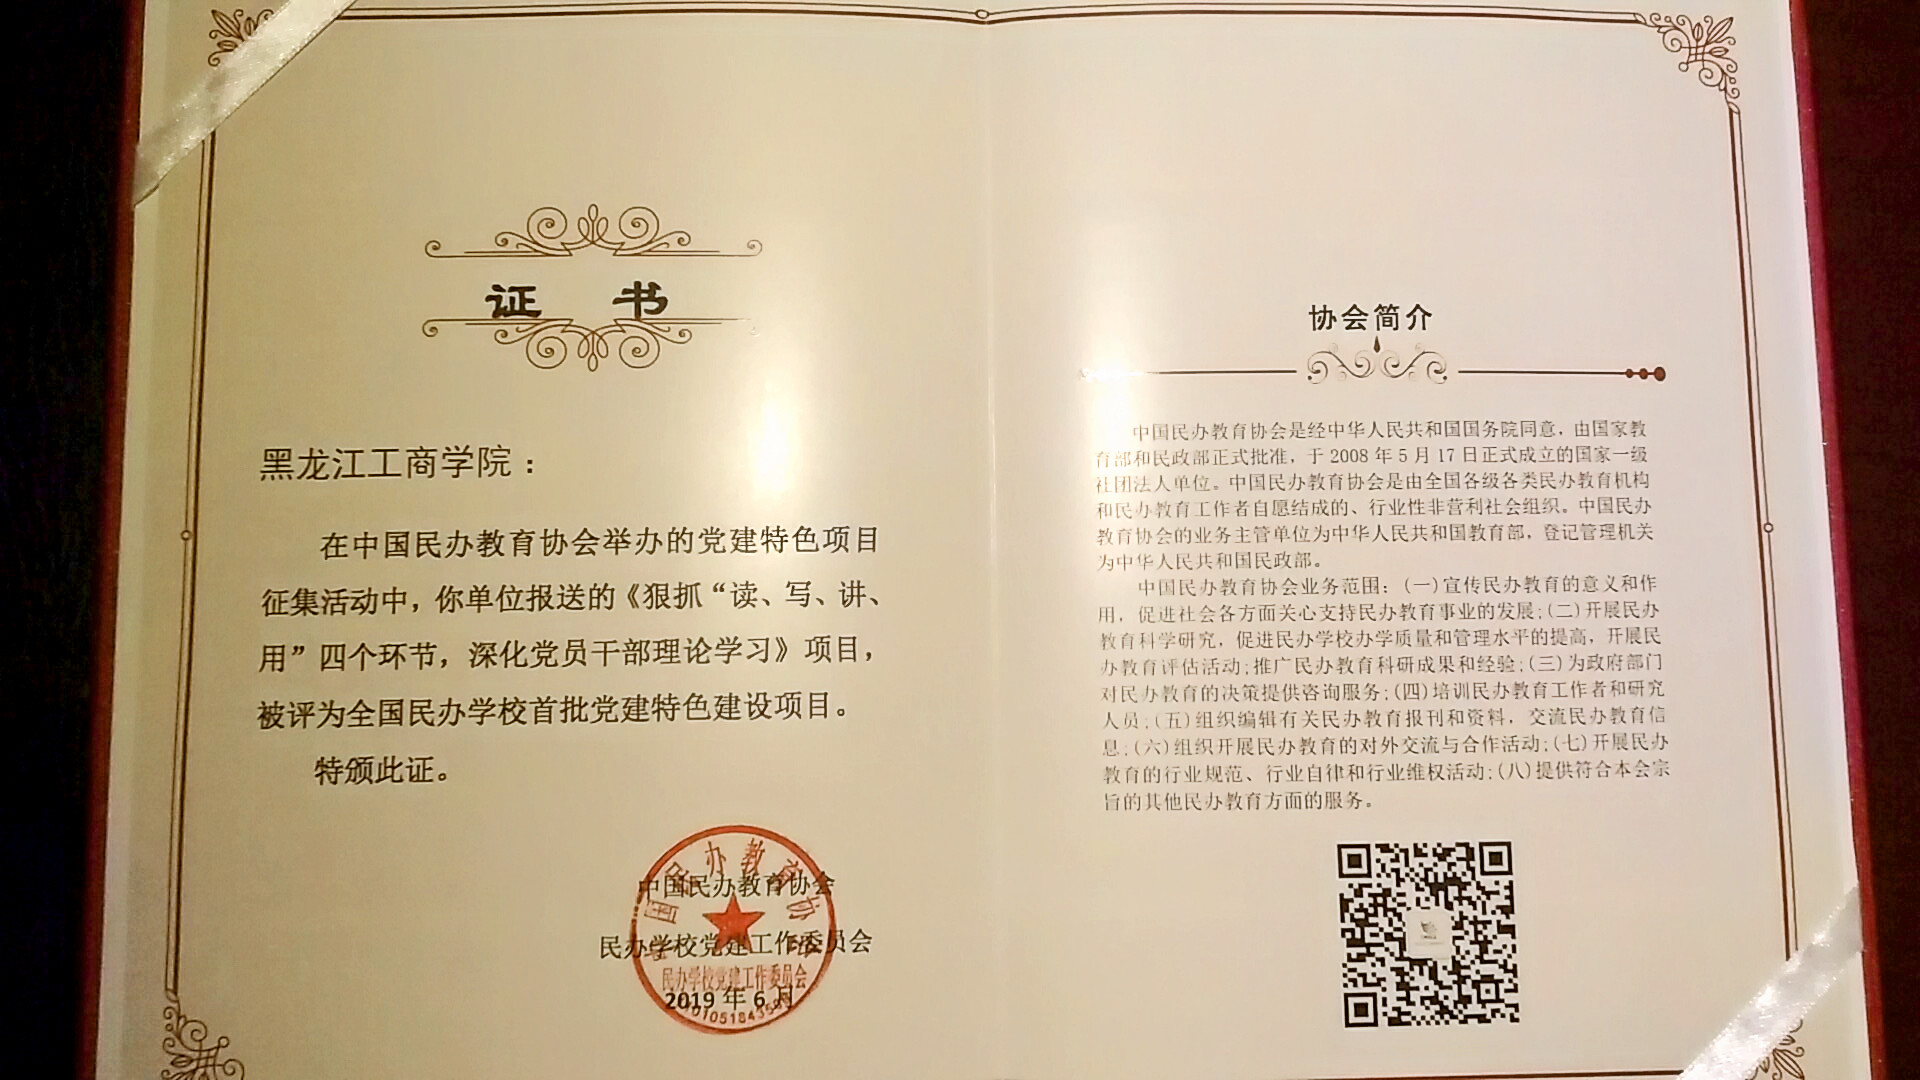 证 书
黑龙江工商学院：
在中国民办教育协会举办的党建特色项目
征集活动中，你单位报送的《狠抓“读、写、讲、
用”四个环节，深化党员干部理论学习》项目，
被评为全国民办学校首批党建特色建设项目。
特颁此证。
中国民办教育协会
民办学校党建工作委员会
民办学校党建工作委员会
2019 年 6 月
协会简介
中国民办教育协会是经中华人民共和国国务院同意，由国家教
育部和民政部正式批准，于 2008 年 5 月 17 日正式成立的国家一级
社团法人单位。中国民办教育协会是由全国各级各类民办教育机构
和民办教育工作者自愿结成的、行业性非营利社会组织。中国民办
教育协会的业务主管单位为中华人民共和国教育部，登记管理机关
为中华人民共和国民政部。
中国民办教育协会业务范围：(一)宣传民办教育的意义和作
用，促进社会各方面关心支持民办教育事业的发展;(二)开展民办
教育科学研究，促进民办学校办学质量和管理水平的提高，开展民
办教育评估活动;推广民办教育科研成果和经验;(三)为政府部门
对民办教育的决策提供咨询服务;(四)培训民办教育工作者和研究
人员;(五)组织编辑有关民办教育报刊和资料，交流民办教育信
息;(六)组织开展民办教育的对外交流与合作活动;(七)开展民办
教育的行业规范、行业自律和行业维权活动;(八)提供符合本会宗
旨的其他民办教育方面的服务。